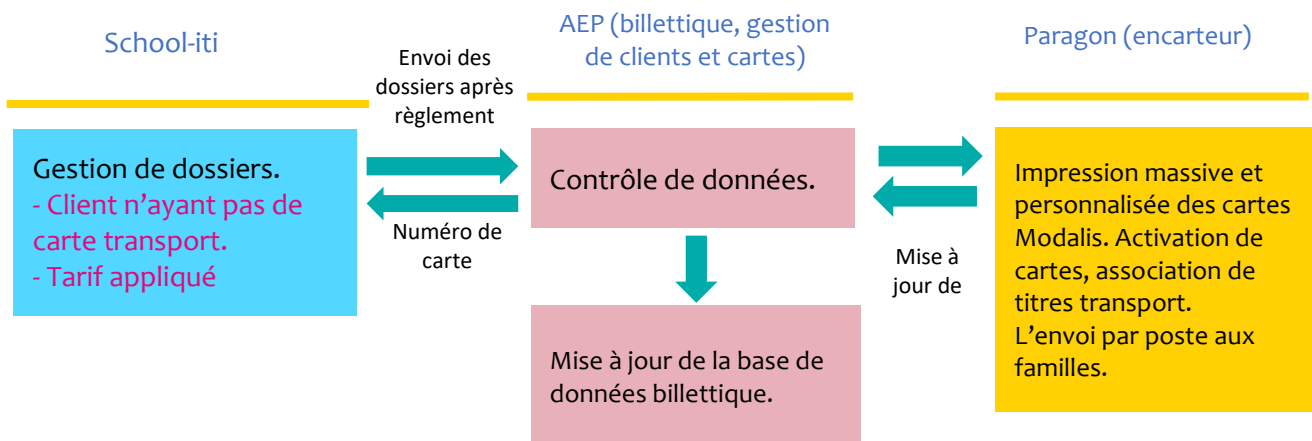 School-iti
AEP (billettique, gestion
de clients et cartes)
Paragon (encarteur)
Envoi des
dossiers après
règlement
Gestion de dossiers.
- Client n’ayant pas de
carte transport.
- Tarif appliqué
Numéro de
carte
Contrôle de données.
Mise à jour de la base de
données billettique.
Mise à
jour de
Impression massive et
personnalisée des cartes
Modalis. Activation de
cartes, association de
titres transport.
L’envoi par poste aux
familles.